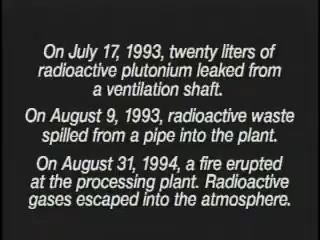 On July 17, 1993, twenty liters of
radioactive plutonium leaked from
a ventilation shaft.
On August 9, 1993, radioactive waste
spilled from a pipe into the plant.
On August 31, 1994, a fire erupted
at the processing plant. Radioactive
gases escaped into the atmosphere.